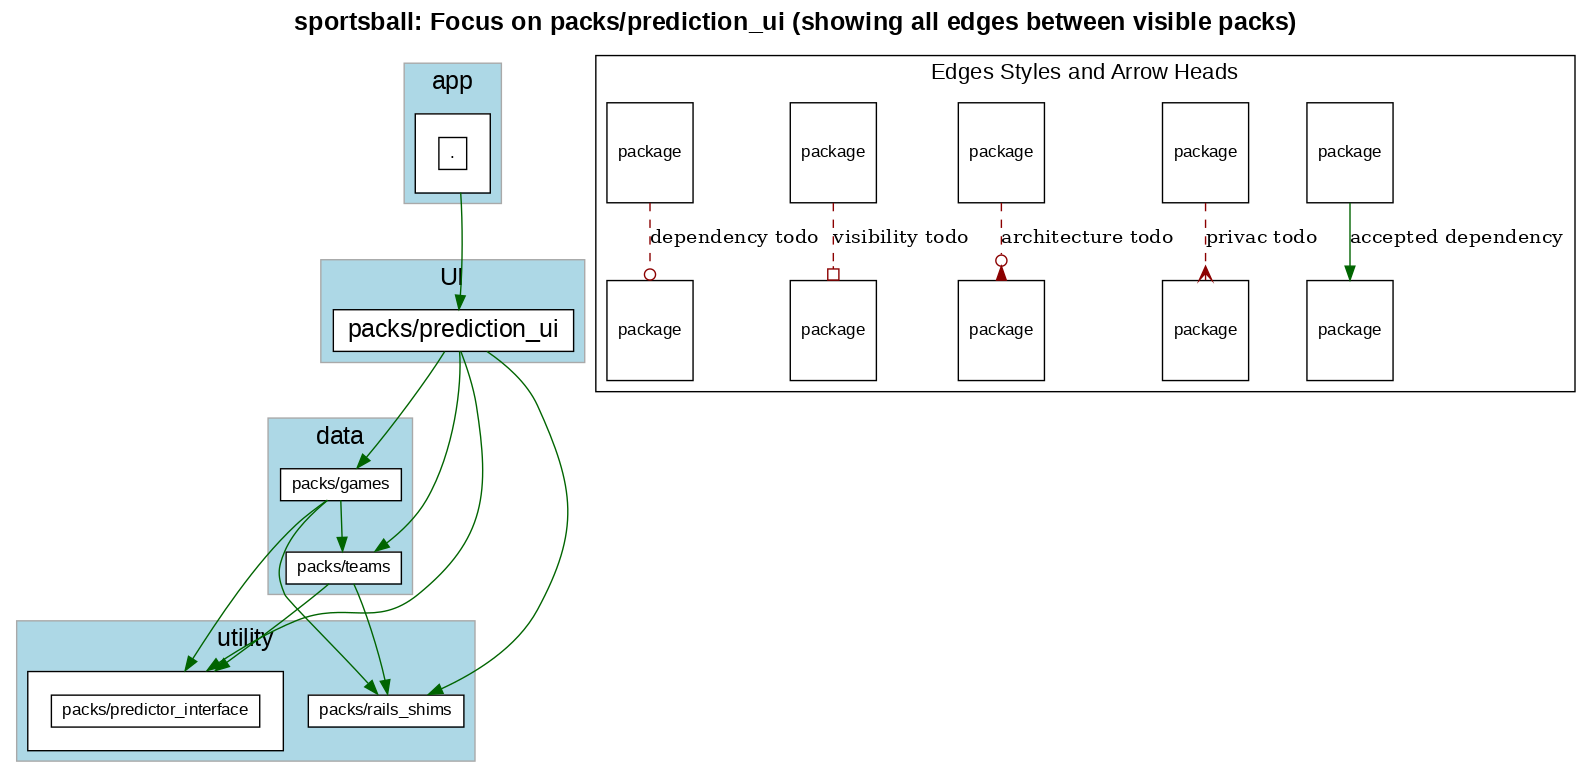 sportsball: Focus on packs/prediction_ui (showing all edges between visible packs)
app
.
UI
packs/prediction_ui
data
packs/games
packs/teams
utility
packs/predictor_interface
packs/rails_shims
Edges Styles and Arrow Heads
package
package
package
package
package
dependency todo
visibility todo
architecture todo
privac todo
accepted dependency
package
package
package
package
package